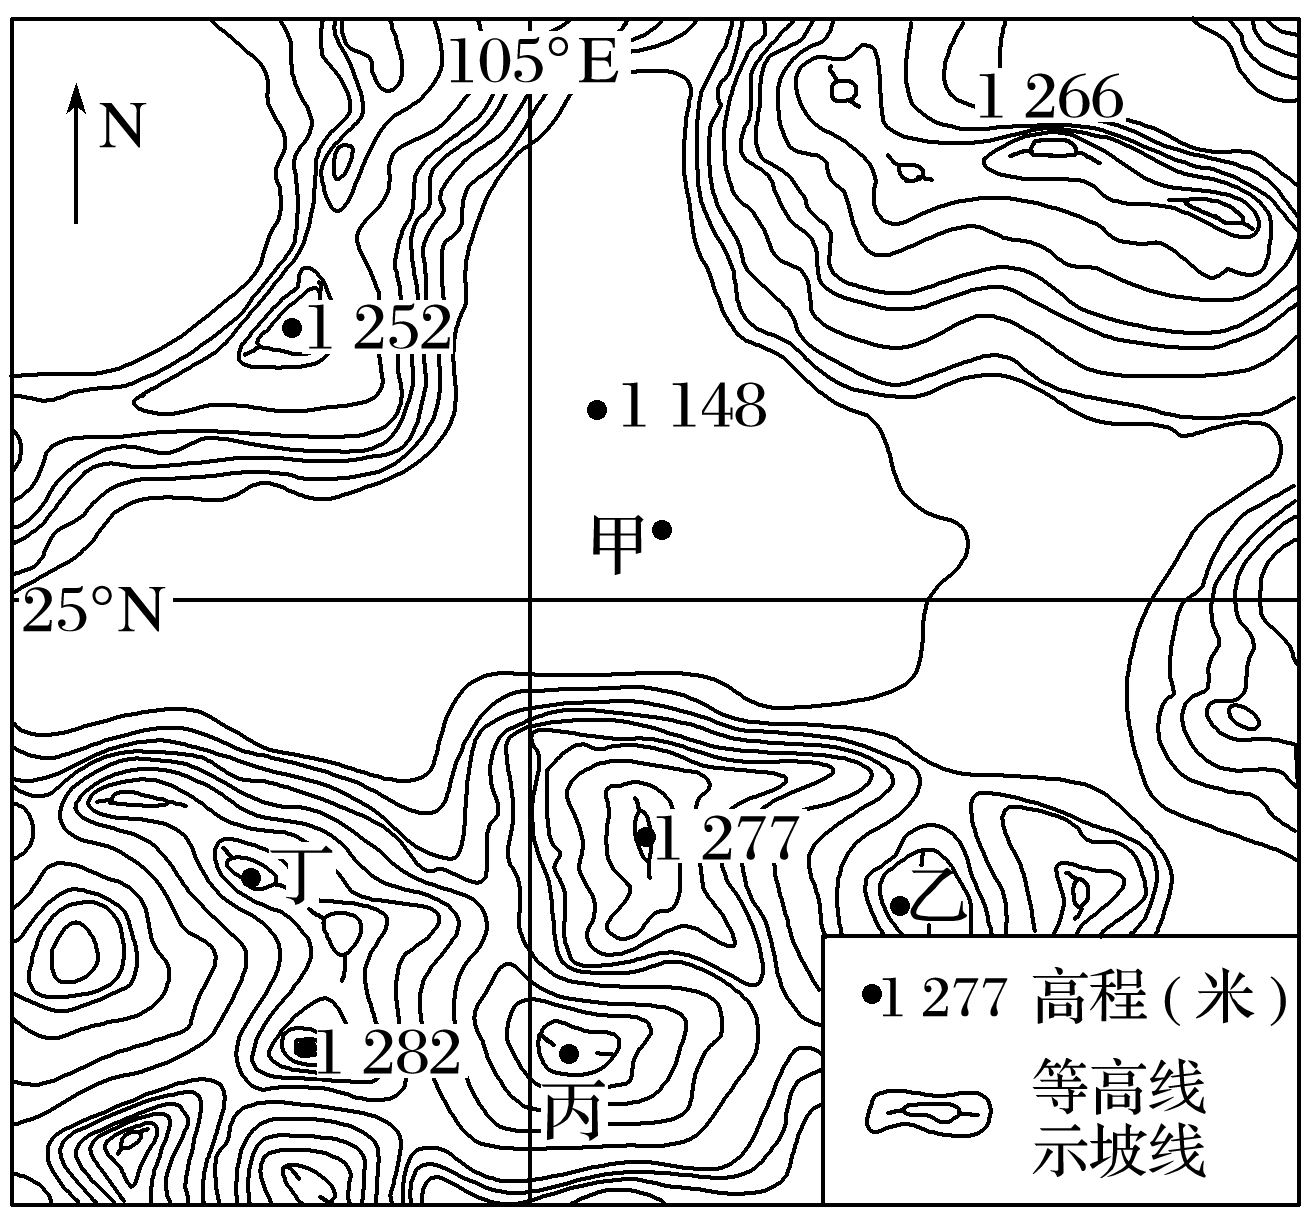 105°E
N
1 266
1 252
1 148
甲
25°N
1 277
丁
乙
1 282
丙
1 277 高程(米)
等高线
示坡线